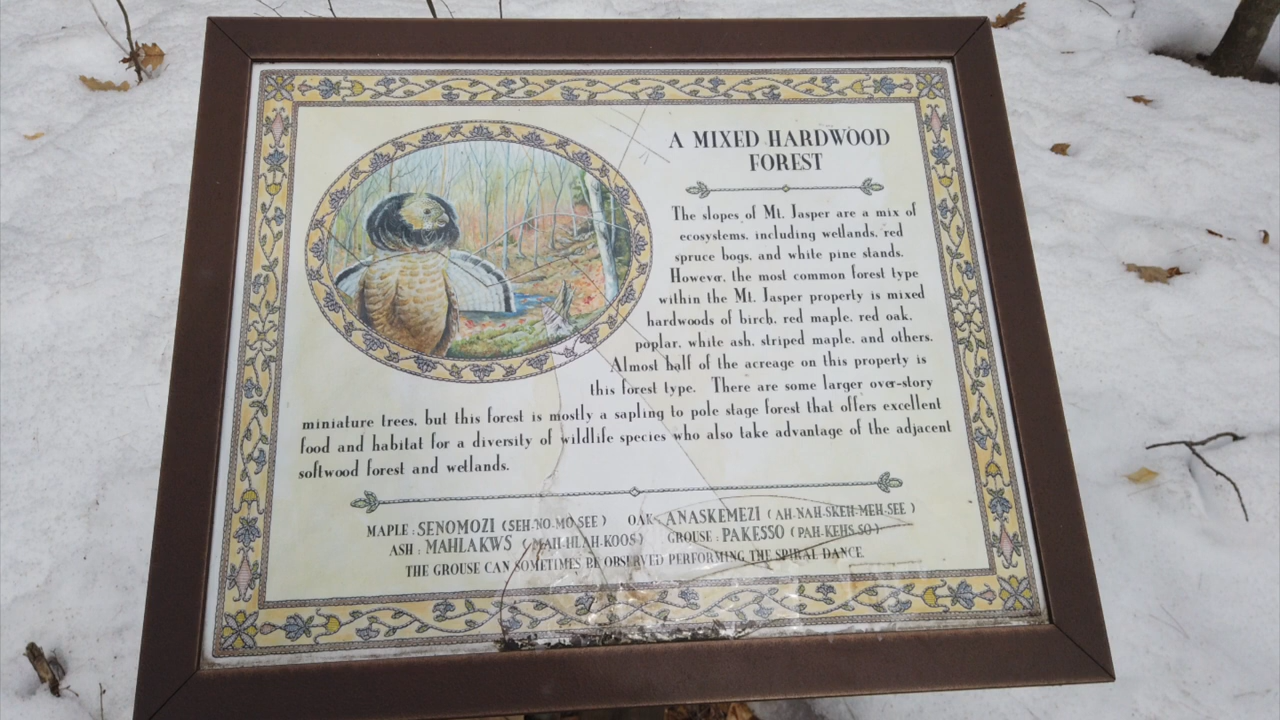 A MIXED HARDWOOD
FOREST
The slopes of Mt. Jasper are a mix of
ecosystems, including wetlands, red
spruce bogs, and white pine stands.
However, the most common forest type
within the Mt. Jasper property is mixed
hardwoods of birch, red maple, red oak,
poplar, white ash, striped maple, and others.
Almost half of the acreage on this property is
this forest type. There are some larger over-story
miniature trees, but this forest is mostly a sapling to pole stage forest that offers excellent
food and habitat for a diversity of wildlife species who also take advantage of the adjacent
softwood forest and wetlands.
MAPLE : SENOMOZI (SEH-NO-MO-SEE) OAK : ANASKEMEZI (AH-NAH-SKEH-MEH-SEE)
ASH : MAHLAKWS (MAH-HLAH-KOOS) GROUSE : PAKESSO (PAH-KEHS-SO)
THE GROUSE CAN SOMETIMES BE OBSERVED PERFORMING THE SPIRAL DANCE.